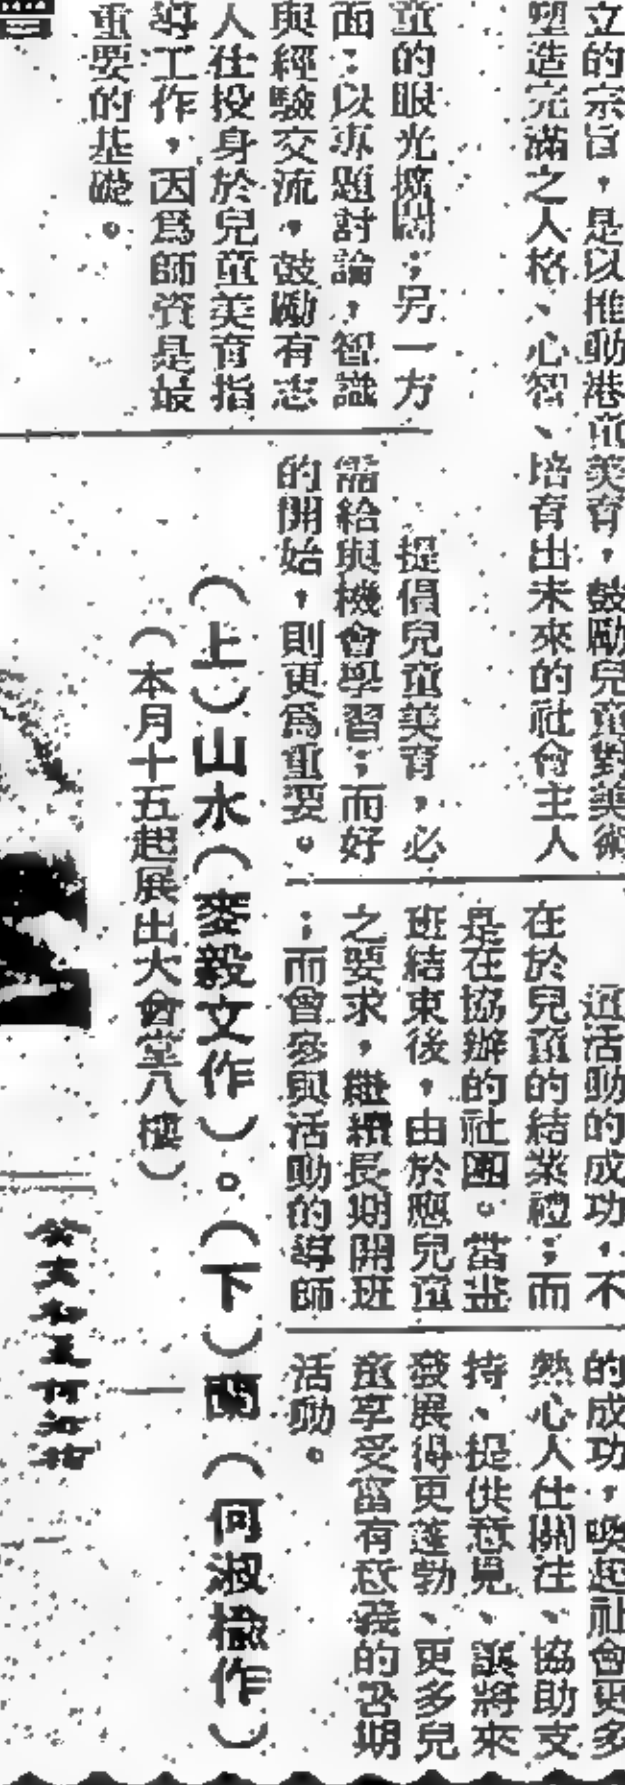 立的宗旨，是以推動港童美育，鼓勵兒童對美術
塑造完滿之人格、心智、培育出未來的社會主人
童的眼光擴闊；另一方
面；以專題討論，智識
與經驗交流，鼓勵有志
人仕投身於兒童美育指
導工作，因為師資是最
重要的基礎。
提倡兒童美育，必
需給與機會學習；而好
的開始，則更為重要。
這活動的成功，不
在於兒童的結業禮；而
是在協辦的社團。當此
班結束後，由於應兒童
之要求，繼續長期開班
；而曾參與活動的導師
的成功，喚起社會更多
熱心人仕關注、協助支
持、提供意見、讓將來
發展得更蓬勃、更多兒
童享受富有意義的暑期
活動。
（上）山水（麥毅文作）。（下）蘭（何淑檢作）
（本月十五起展出大會堂八樓）